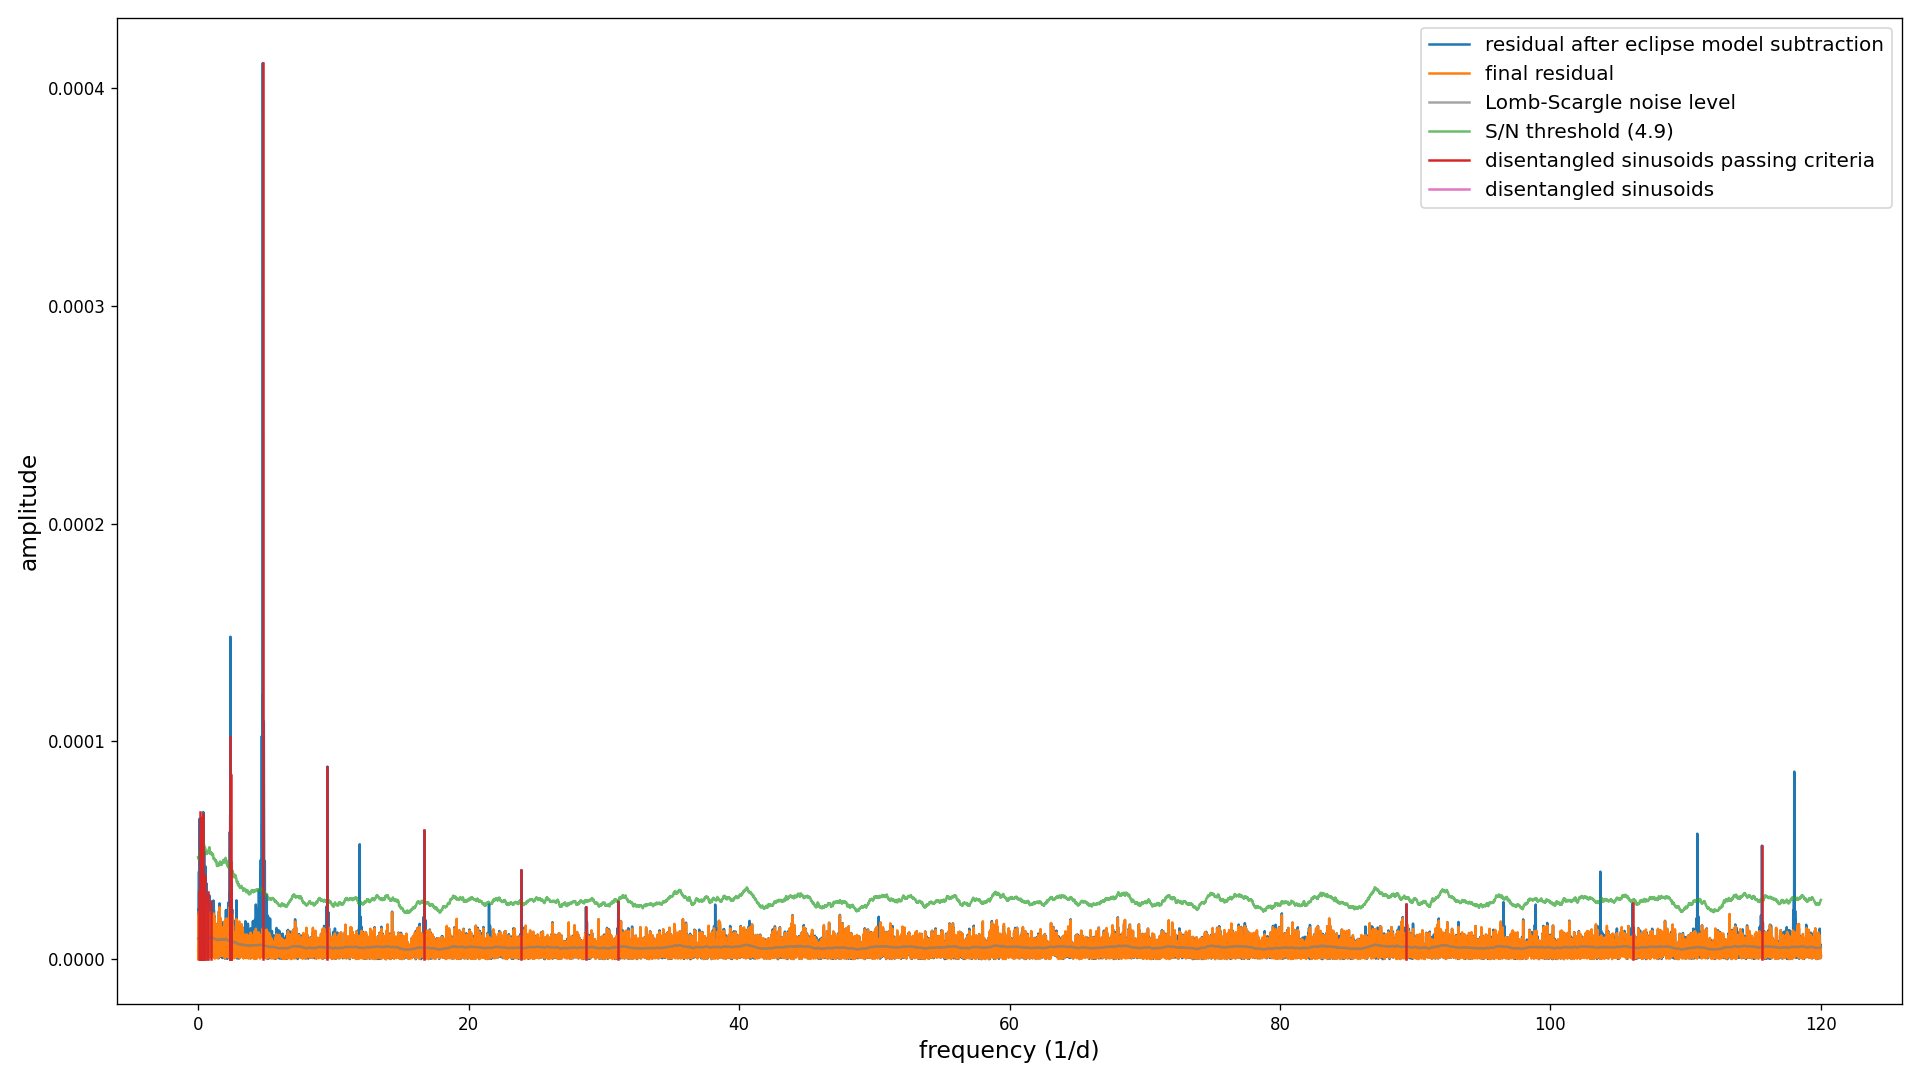 residual after eclipse model subtraction
final residual
Lomb-Scargle noise level
S/N threshold (4.9)
disentangled sinusoids passing criteria
disentangled sinusoids
0.0004
0.0003
0.0002
0.0001
0.0000
amplitude
0 20 40 60 80 100 120
frequency (1/d)